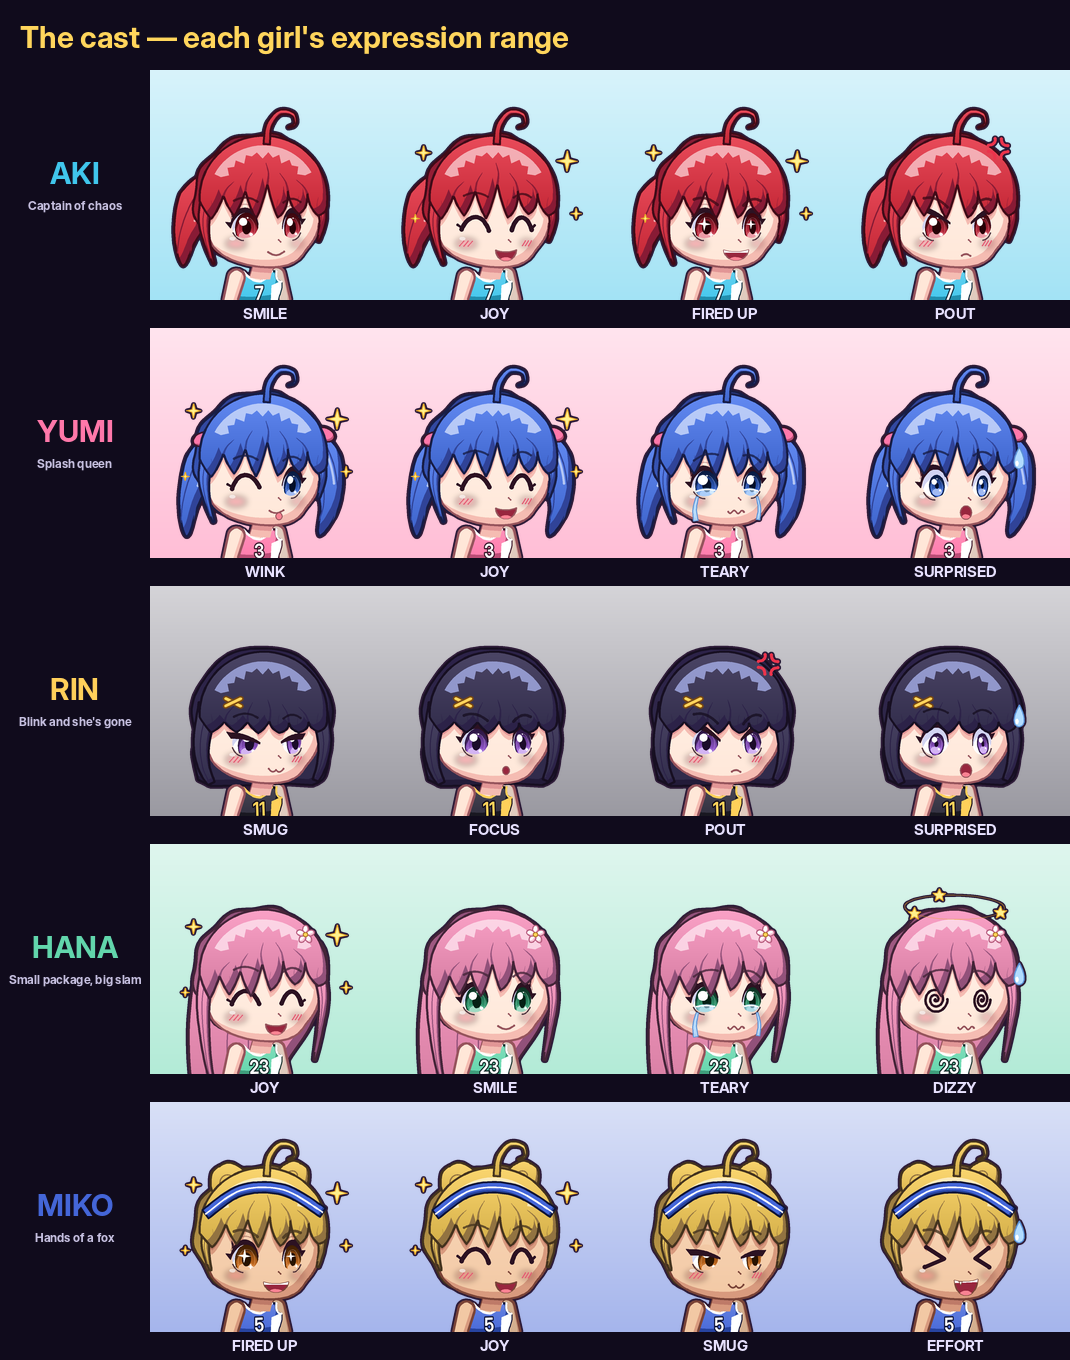 The cast — each girl's expression range
AKI
Captain of chaos
7 7 7 7
SMILE JOY FIRED UP POUT
YUMI
Splash queen
3 3 3 3
WINK JOY TEARY SURPRISED
RIN
Blink and she's gone
11 11 11 11
SMUG FOCUS POUT SURPRISED
HANA
Small package, big slam
23 23 23 23
JOY SMILE TEARY DIZZY
MIKO
Hands of a fox
5 5 5 5
FIRED UP JOY SMUG EFFORT